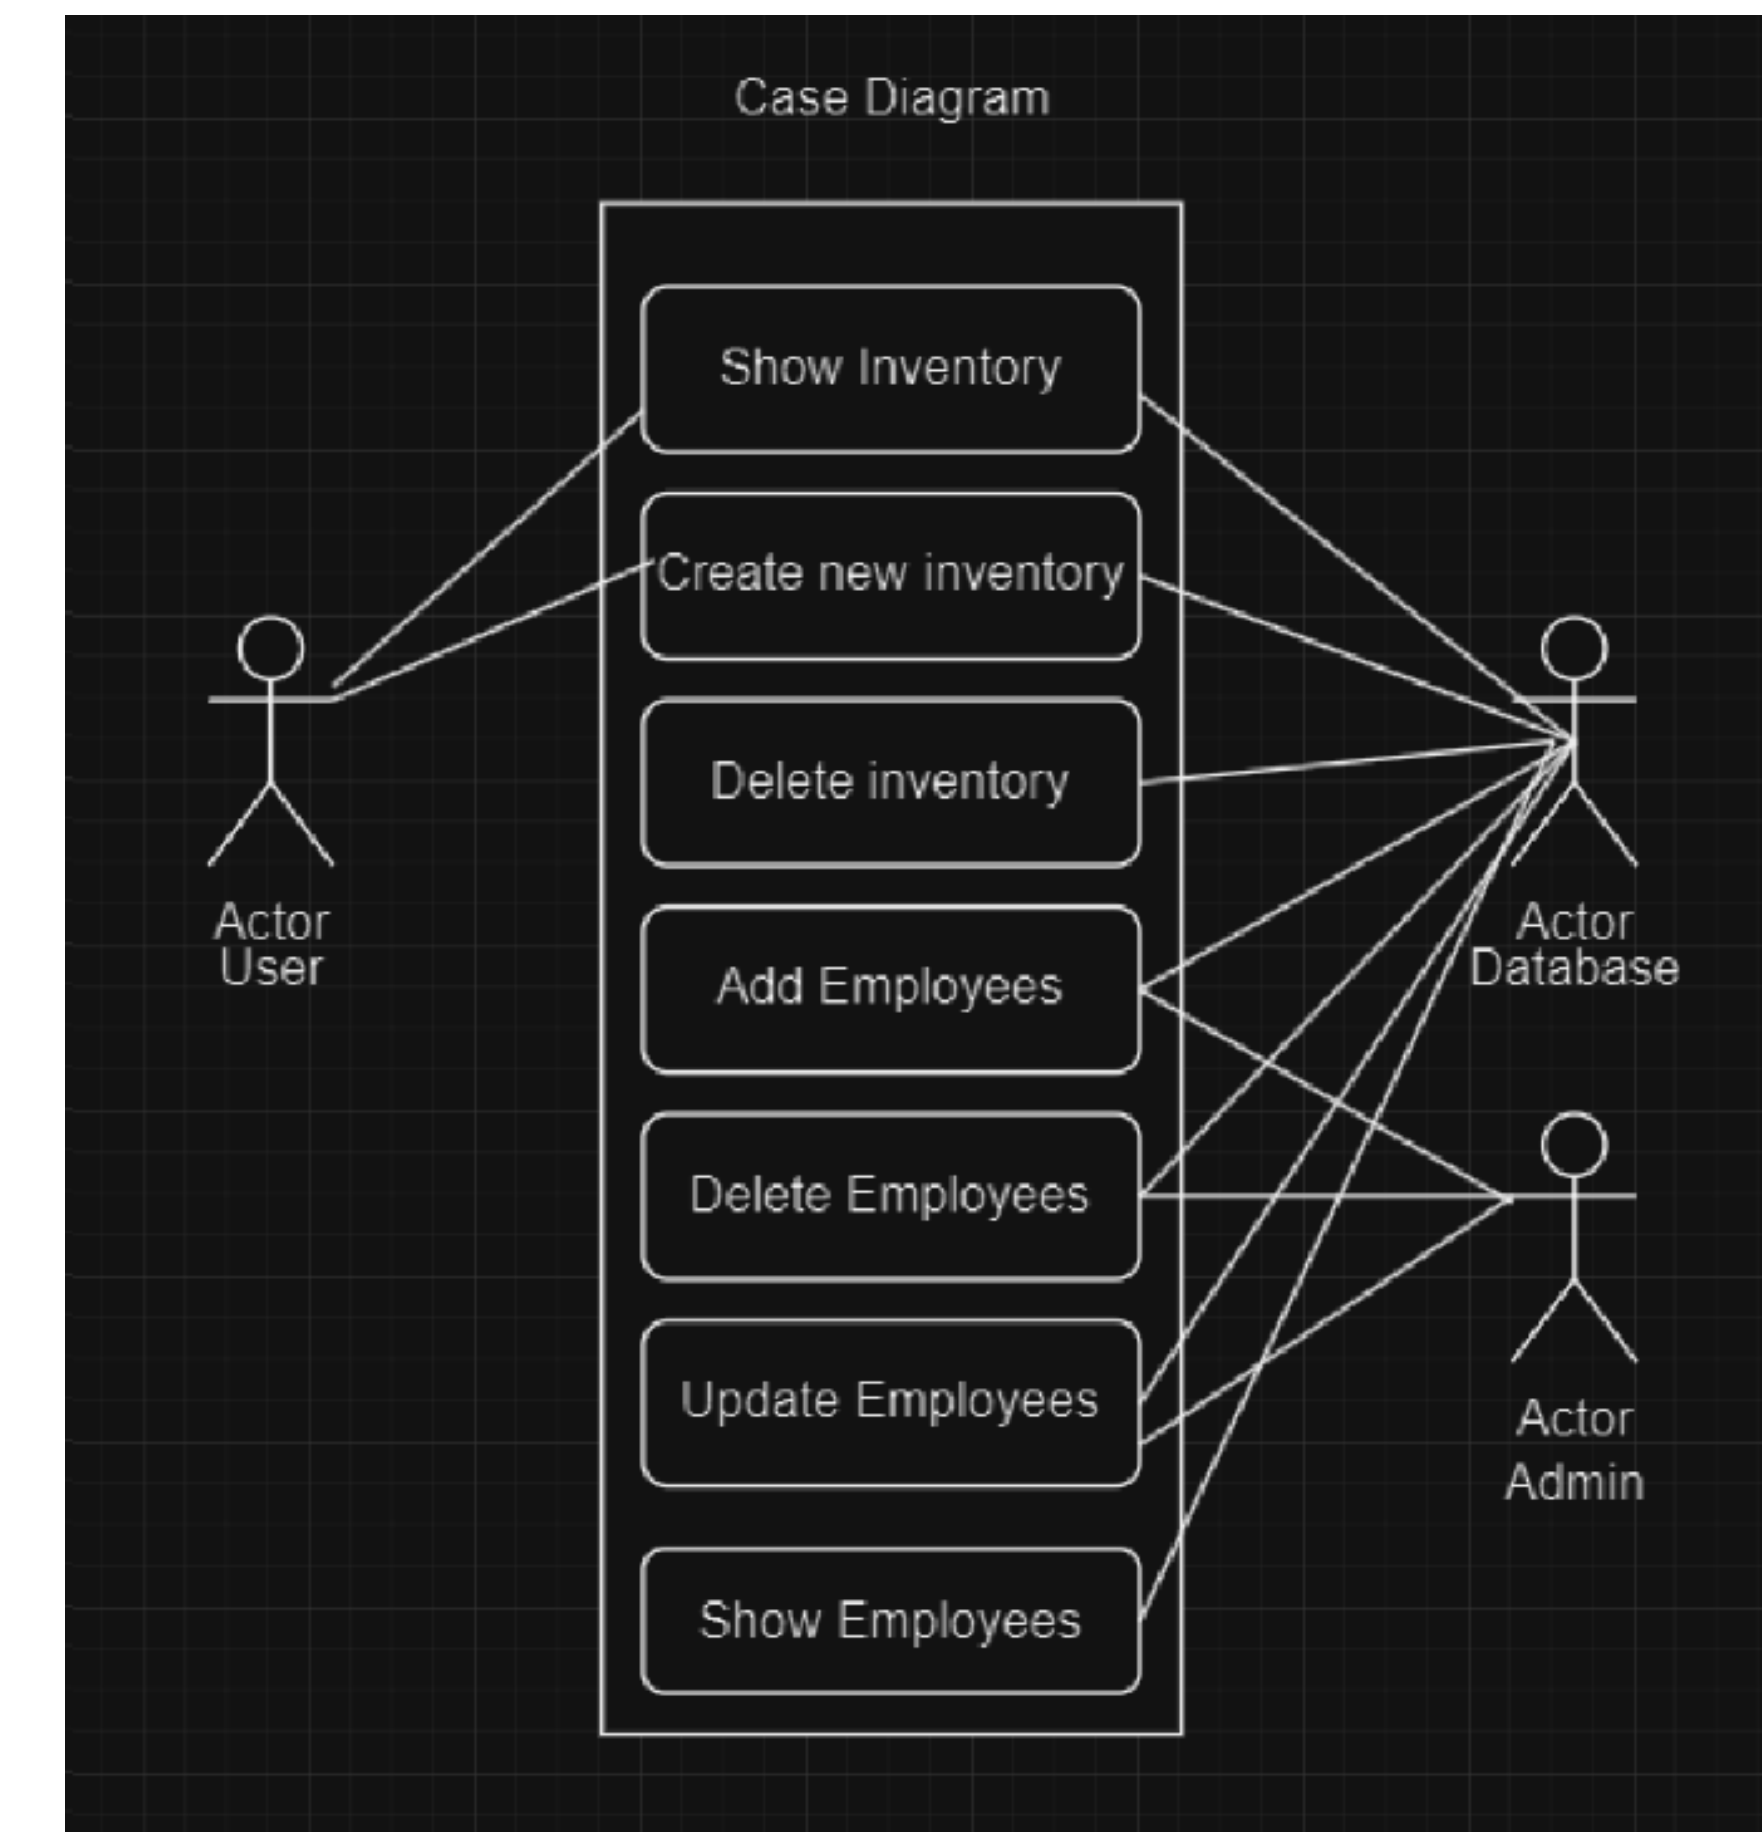 Case Diagram
Show Inventory
Create new inventory
Delete inventory
Actor
User
Actor
Database
Add Employees
Delete Employees
Update Employees
Actor
Admin
Show Employees